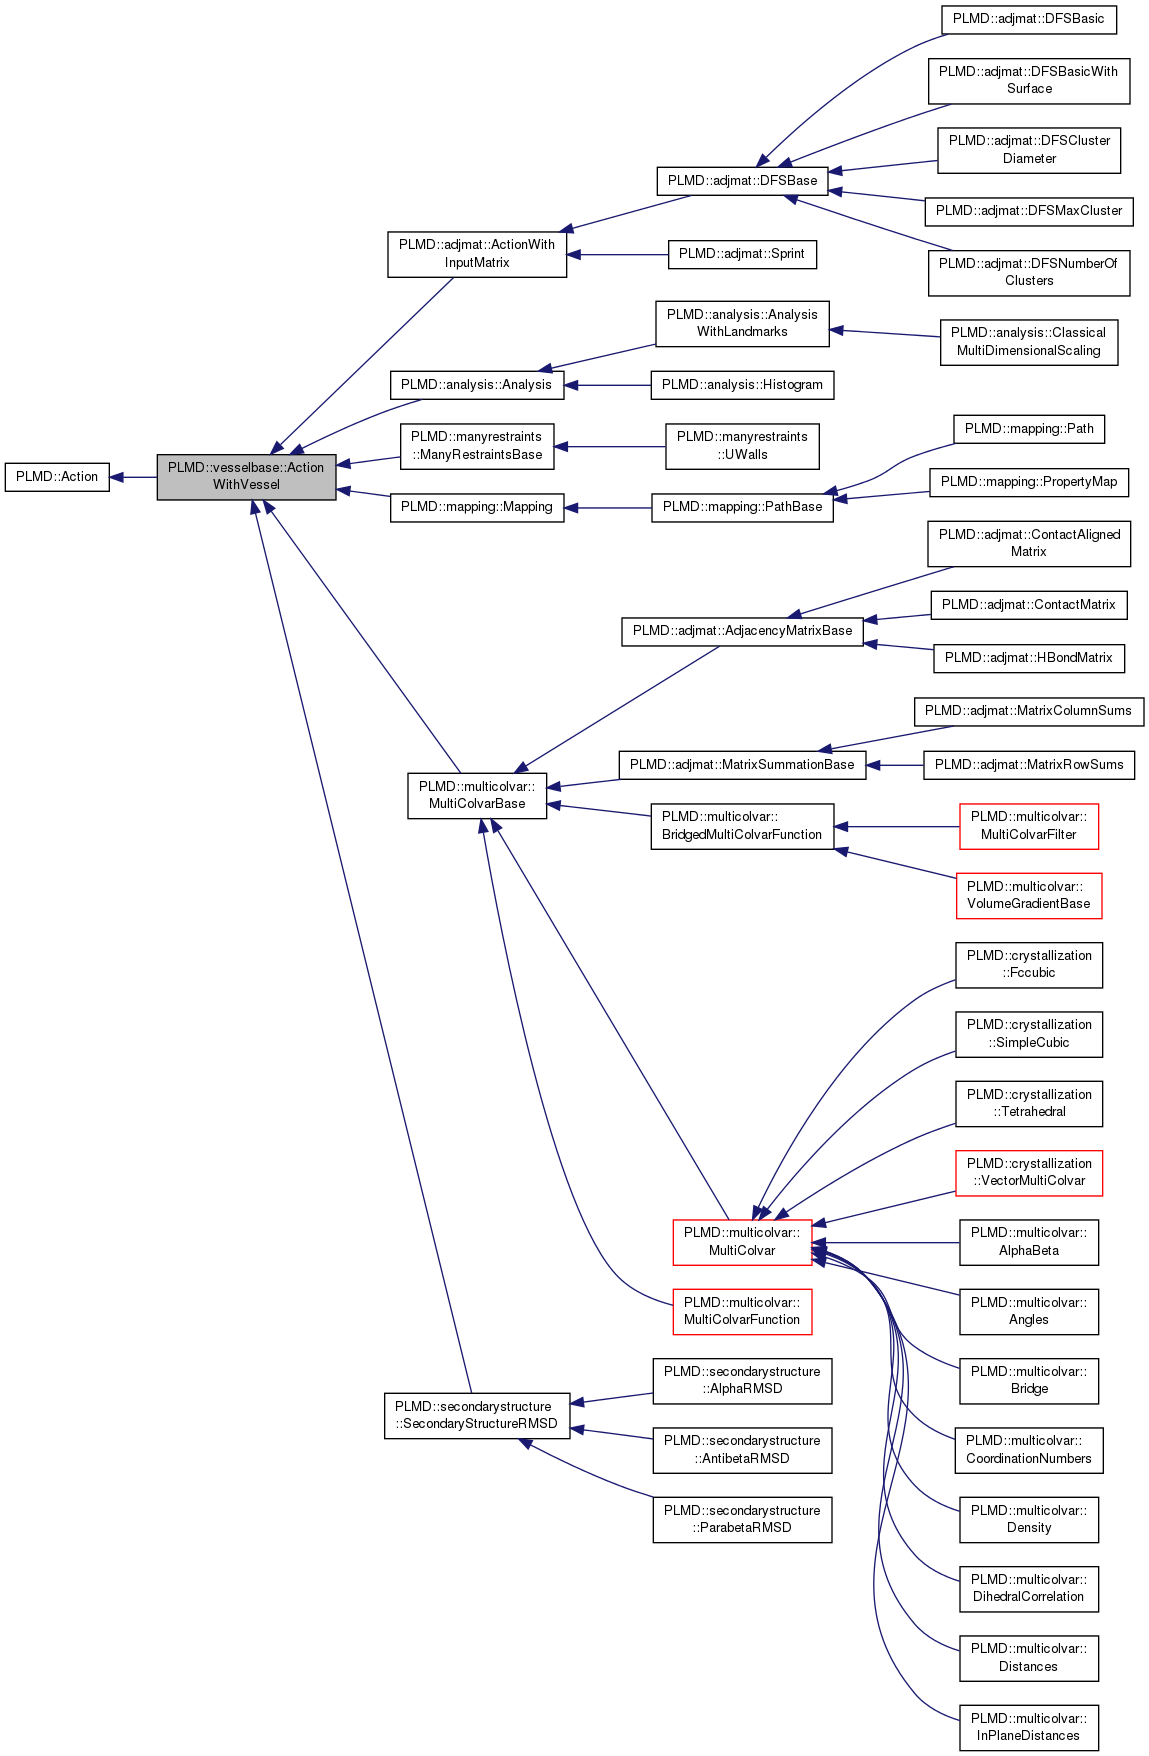 PLMD::Action
PLMD::vesselbase::Action
WithVessel
PLMD::adjmat::ActionWith
InputMatrix
PLMD::analysis::Analysis
PLMD::manyrestraints
::ManyRestraintsBase
PLMD::mapping::Mapping
PLMD::multicolvar::
MultiColvarBase
PLMD::secondarystructure
::SecondaryStructureRMSD
PLMD::adjmat::DFSBase
PLMD::adjmat::Sprint
PLMD::analysis::Analysis
WithLandmarks
PLMD::analysis::Histogram
PLMD::manyrestraints
::UWalls
PLMD::mapping::PathBase
PLMD::adjmat::AdjacencyMatrixBase
PLMD::adjmat::MatrixSummationBase
PLMD::multicolvar::
BridgedMultiColvarFunction
PLMD::multicolvar::
MultiColvar
PLMD::multicolvar::
MultiColvarFunction
PLMD::secondarystructure
::AlphaRMSD
PLMD::secondarystructure
::AntibetaRMSD
PLMD::secondarystructure
::ParabetaRMSD
PLMD::adjmat::DFSBasic
PLMD::adjmat::DFSBasicWith
Surface
PLMD::adjmat::DFSCluster
Diameter
PLMD::adjmat::DFSMaxCluster
PLMD::adjmat::DFSNumberOf
Clusters
PLMD::analysis::Classical
MultiDimensionalScaling
PLMD::mapping::Path
PLMD::mapping::PropertyMap
PLMD::adjmat::ContactAligned
Matrix
PLMD::adjmat::ContactMatrix
PLMD::adjmat::HBondMatrix
PLMD::adjmat::MatrixColumnSums
PLMD::adjmat::MatrixRowSums
PLMD::multicolvar::
MultiColvarFilter
PLMD::multicolvar::
VolumeGradientBase
PLMD::crystallization
::Fccubic
PLMD::crystallization
::SimpleCubic
PLMD::crystallization
::Tetrahedral
PLMD::crystallization
::VectorMultiColvar
PLMD::multicolvar::
AlphaBeta
PLMD::multicolvar::
Angles
PLMD::multicolvar::
Bridge
PLMD::multicolvar::
CoordinationNumbers
PLMD::multicolvar::
Density
PLMD::multicolvar::
DihedralCorrelation
PLMD::multicolvar::
Distances
PLMD::multicolvar::
InPlaneDistances